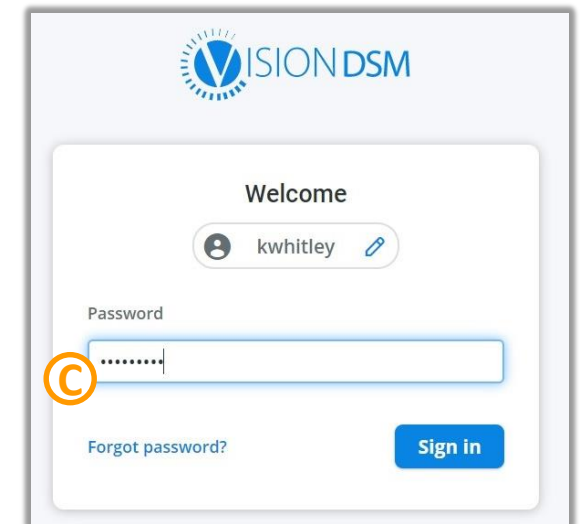 VISION DSM
Welcome
kwhitley
Password
•••••••••
C
Forgot password?
Sign in